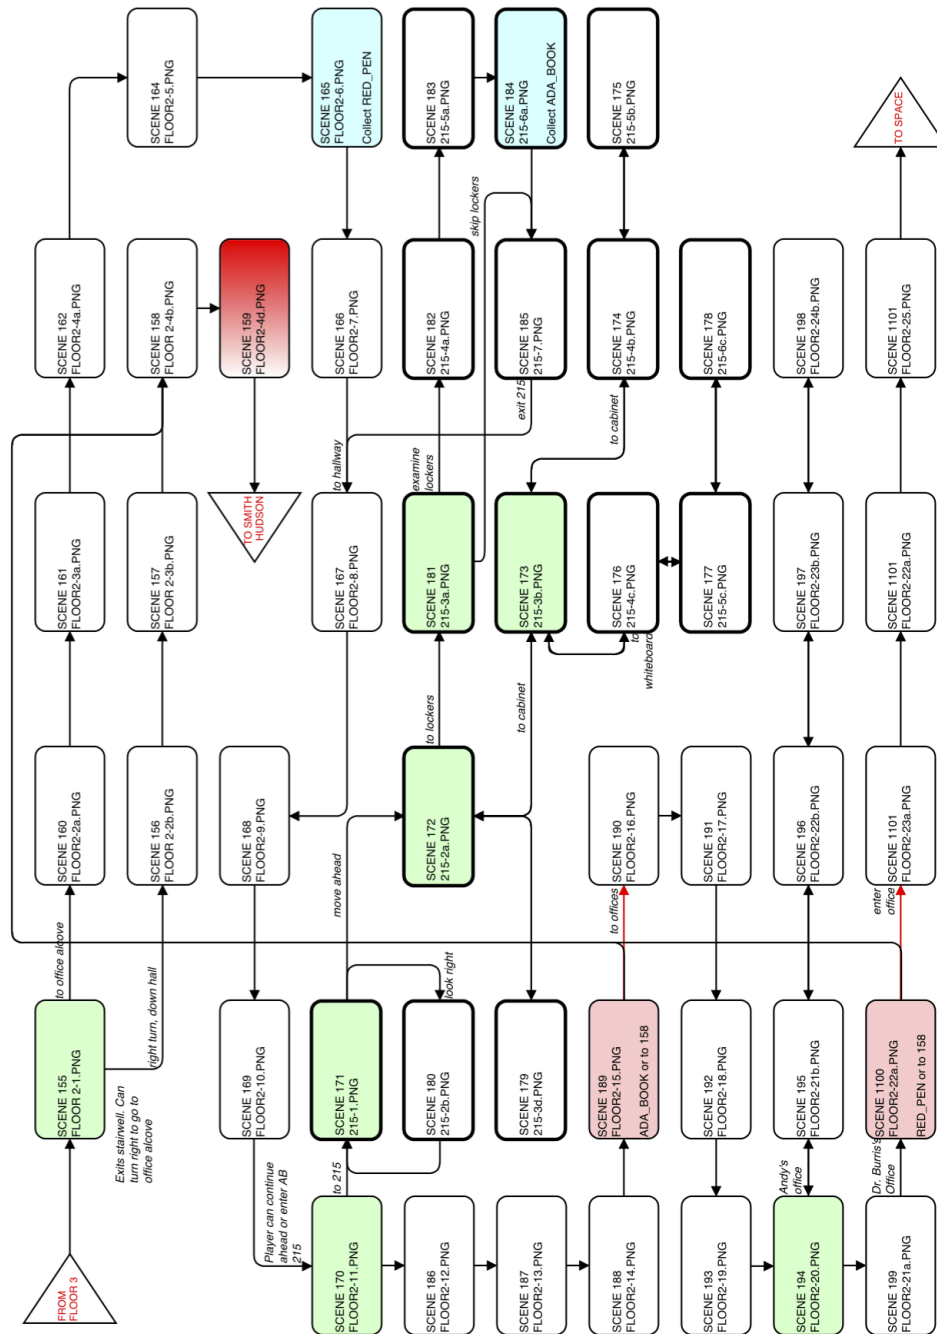 FROM
FLOOR 3
SCENE 155
FLOOR 2-1.PNG
Exits stairwell. Can
turn right to go to
office alcove
to office alcove
right turn, down hall
SCENE 160
FLOOR2-2a.PNG
SCENE 161
FLOOR2-3a.PNG
SCENE 162
FLOOR2-4a.PNG
SCENE 164
FLOOR2-5.PNG
SCENE 156
FLOOR 2-2b.PNG
SCENE 157
FLOOR 2-3b.PNG
SCENE 158
FLOOR 2-4b.PNG
SCENE 159
FLOOR2-4d.PNG
TO SMITH
HUDSON
SCENE 165
FLOOR2-6.PNG
Collect RED_PEN
SCENE 166
FLOOR2-7.PNG
to hallway
SCENE 167
FLOOR2-8.PNG
SCENE 168
FLOOR2-9.PNG
SCENE 169
FLOOR2-10.PNG
Player can continue
ahead or enter AB
215
SCENE 170
FLOOR2-11.PNG
to 215
SCENE 171
215-1.PNG
move ahead
look right
SCENE 180
215-2b.PNG
SCENE 172
215-2a.PNG
to lockers
SCENE 181
215-3a.PNG
examine
lockers
SCENE 182
215-4a.PNG
SCENE 183
215-5a.PNG
skip lockers
SCENE 184
215-6a.PNG
Collect ADA_BOOK
SCENE 185
215-7.PNG
exit 215
to cabinet
SCENE 173
215-3b.PNG
to cabinet
SCENE 174
215-4b.PNG
SCENE 175
215-5b.PNG
to
whiteboard
SCENE 176
215-4c.PNG
SCENE 177
215-5c.PNG
SCENE 178
215-6c.PNG
SCENE 179
215-3d.PNG
SCENE 186
FLOOR2-12.PNG
SCENE 187
FLOOR2-13.PNG
SCENE 188
FLOOR2-14.PNG
SCENE 189
FLOOR2-15.PNG
ADA_BOOK or to 158
to offices
SCENE 190
FLOOR2-16.PNG
SCENE 191
FLOOR2-17.PNG
SCENE 192
FLOOR2-18.PNG
SCENE 193
FLOOR2-19.PNG
SCENE 194
FLOOR2-20.PNG
Andy's
office
SCENE 195
FLOOR2-21b.PNG
SCENE 196
FLOOR2-22b.PNG
SCENE 197
FLOOR2-23b.PNG
SCENE 198
FLOOR2-24b.PNG
SCENE 199
FLOOR2-21a.PNG
Dr. Burris's
Office
SCENE 1100
FLOOR2-22a.PNG
RED_PEN or to 158
enter
office
SCENE 1101
FLOOR2-23a.PNG
SCENE 1101
FLOOR2-22a.PNG
SCENE 1101
FLOOR2-25.PNG
TO SPACE